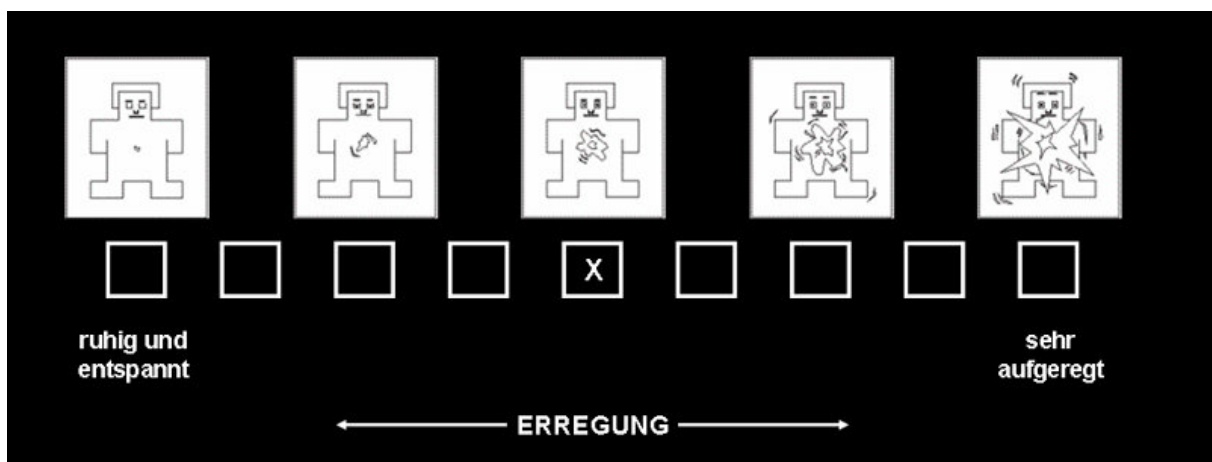 X
ruhig und
entspannt
sehr
aufgeregt
ERREGUNG